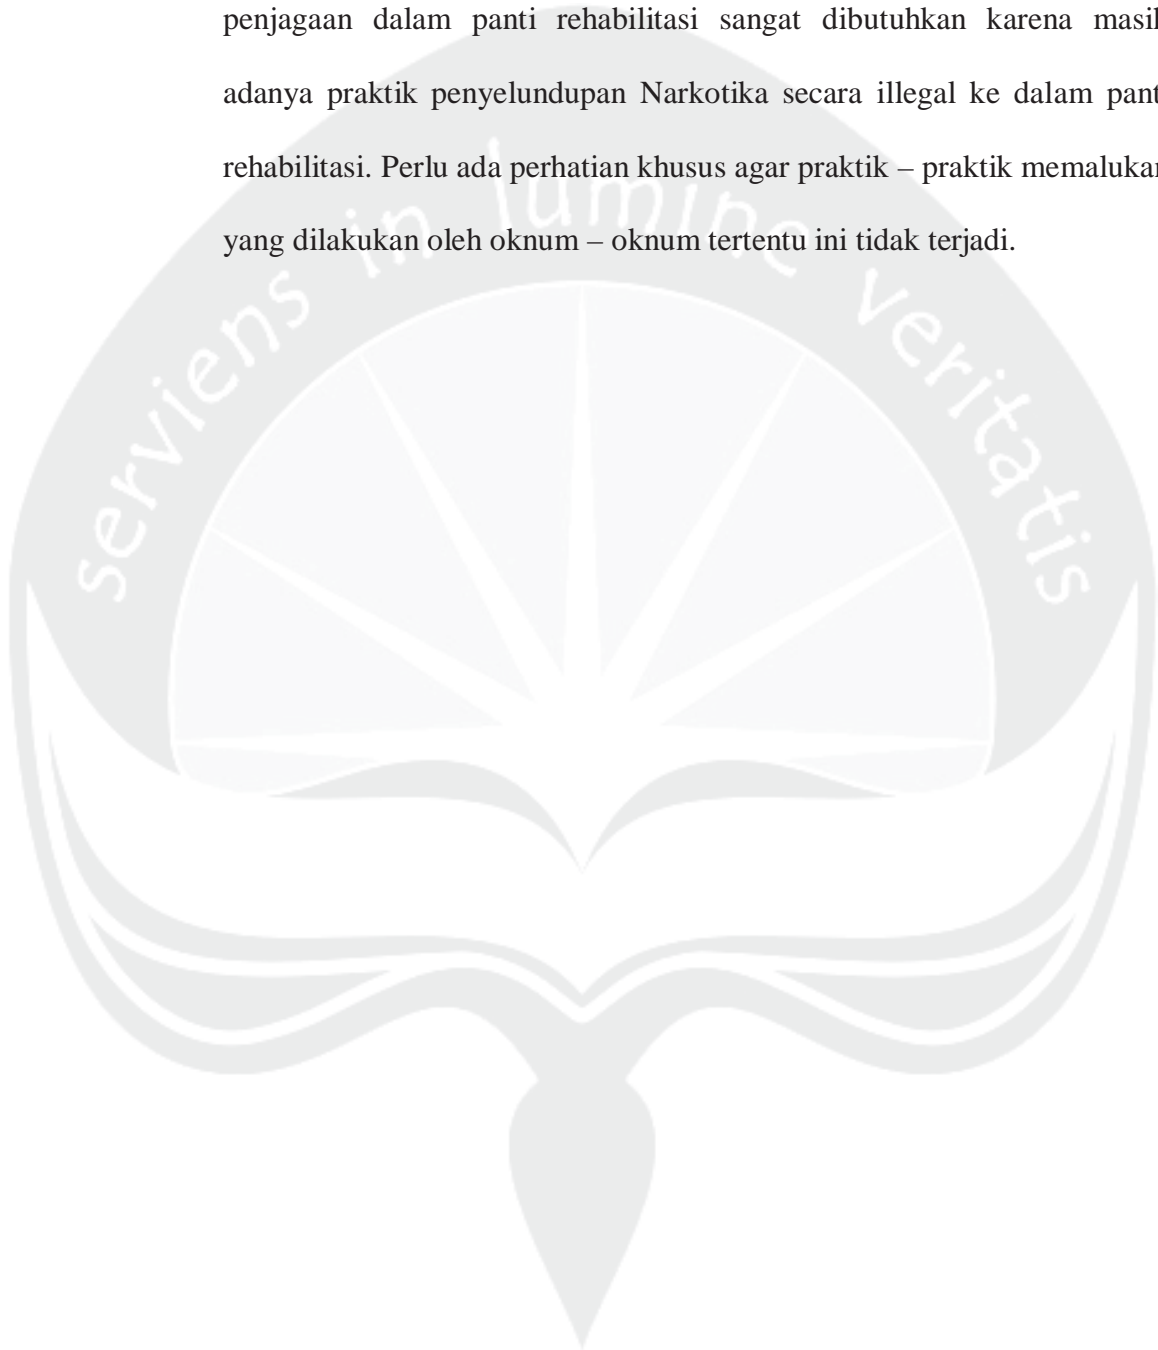 penjagaan dalam panti rehabilitasi sangat dibutuhkan karena
adanya praktik penyelundupan Narkotika secara illegal ke dalam
rehabilitasi. Perlu ada perhatian khusus agar praktik – praktik
yang dilakukan oleh oknum – oknum tertentu ini tidak terjadi.
serviens in lumine veritatis